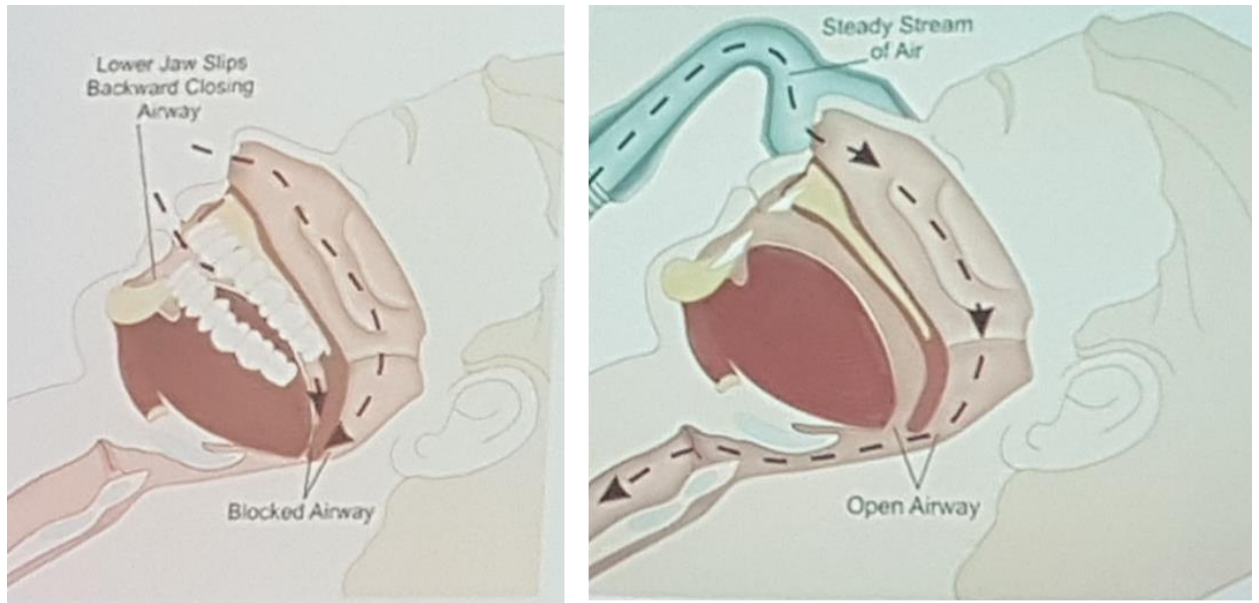 Lower Jaw Slips
Backward Closing
Airway
Blocked Airway
Steady Stream
of Air
Open Airway